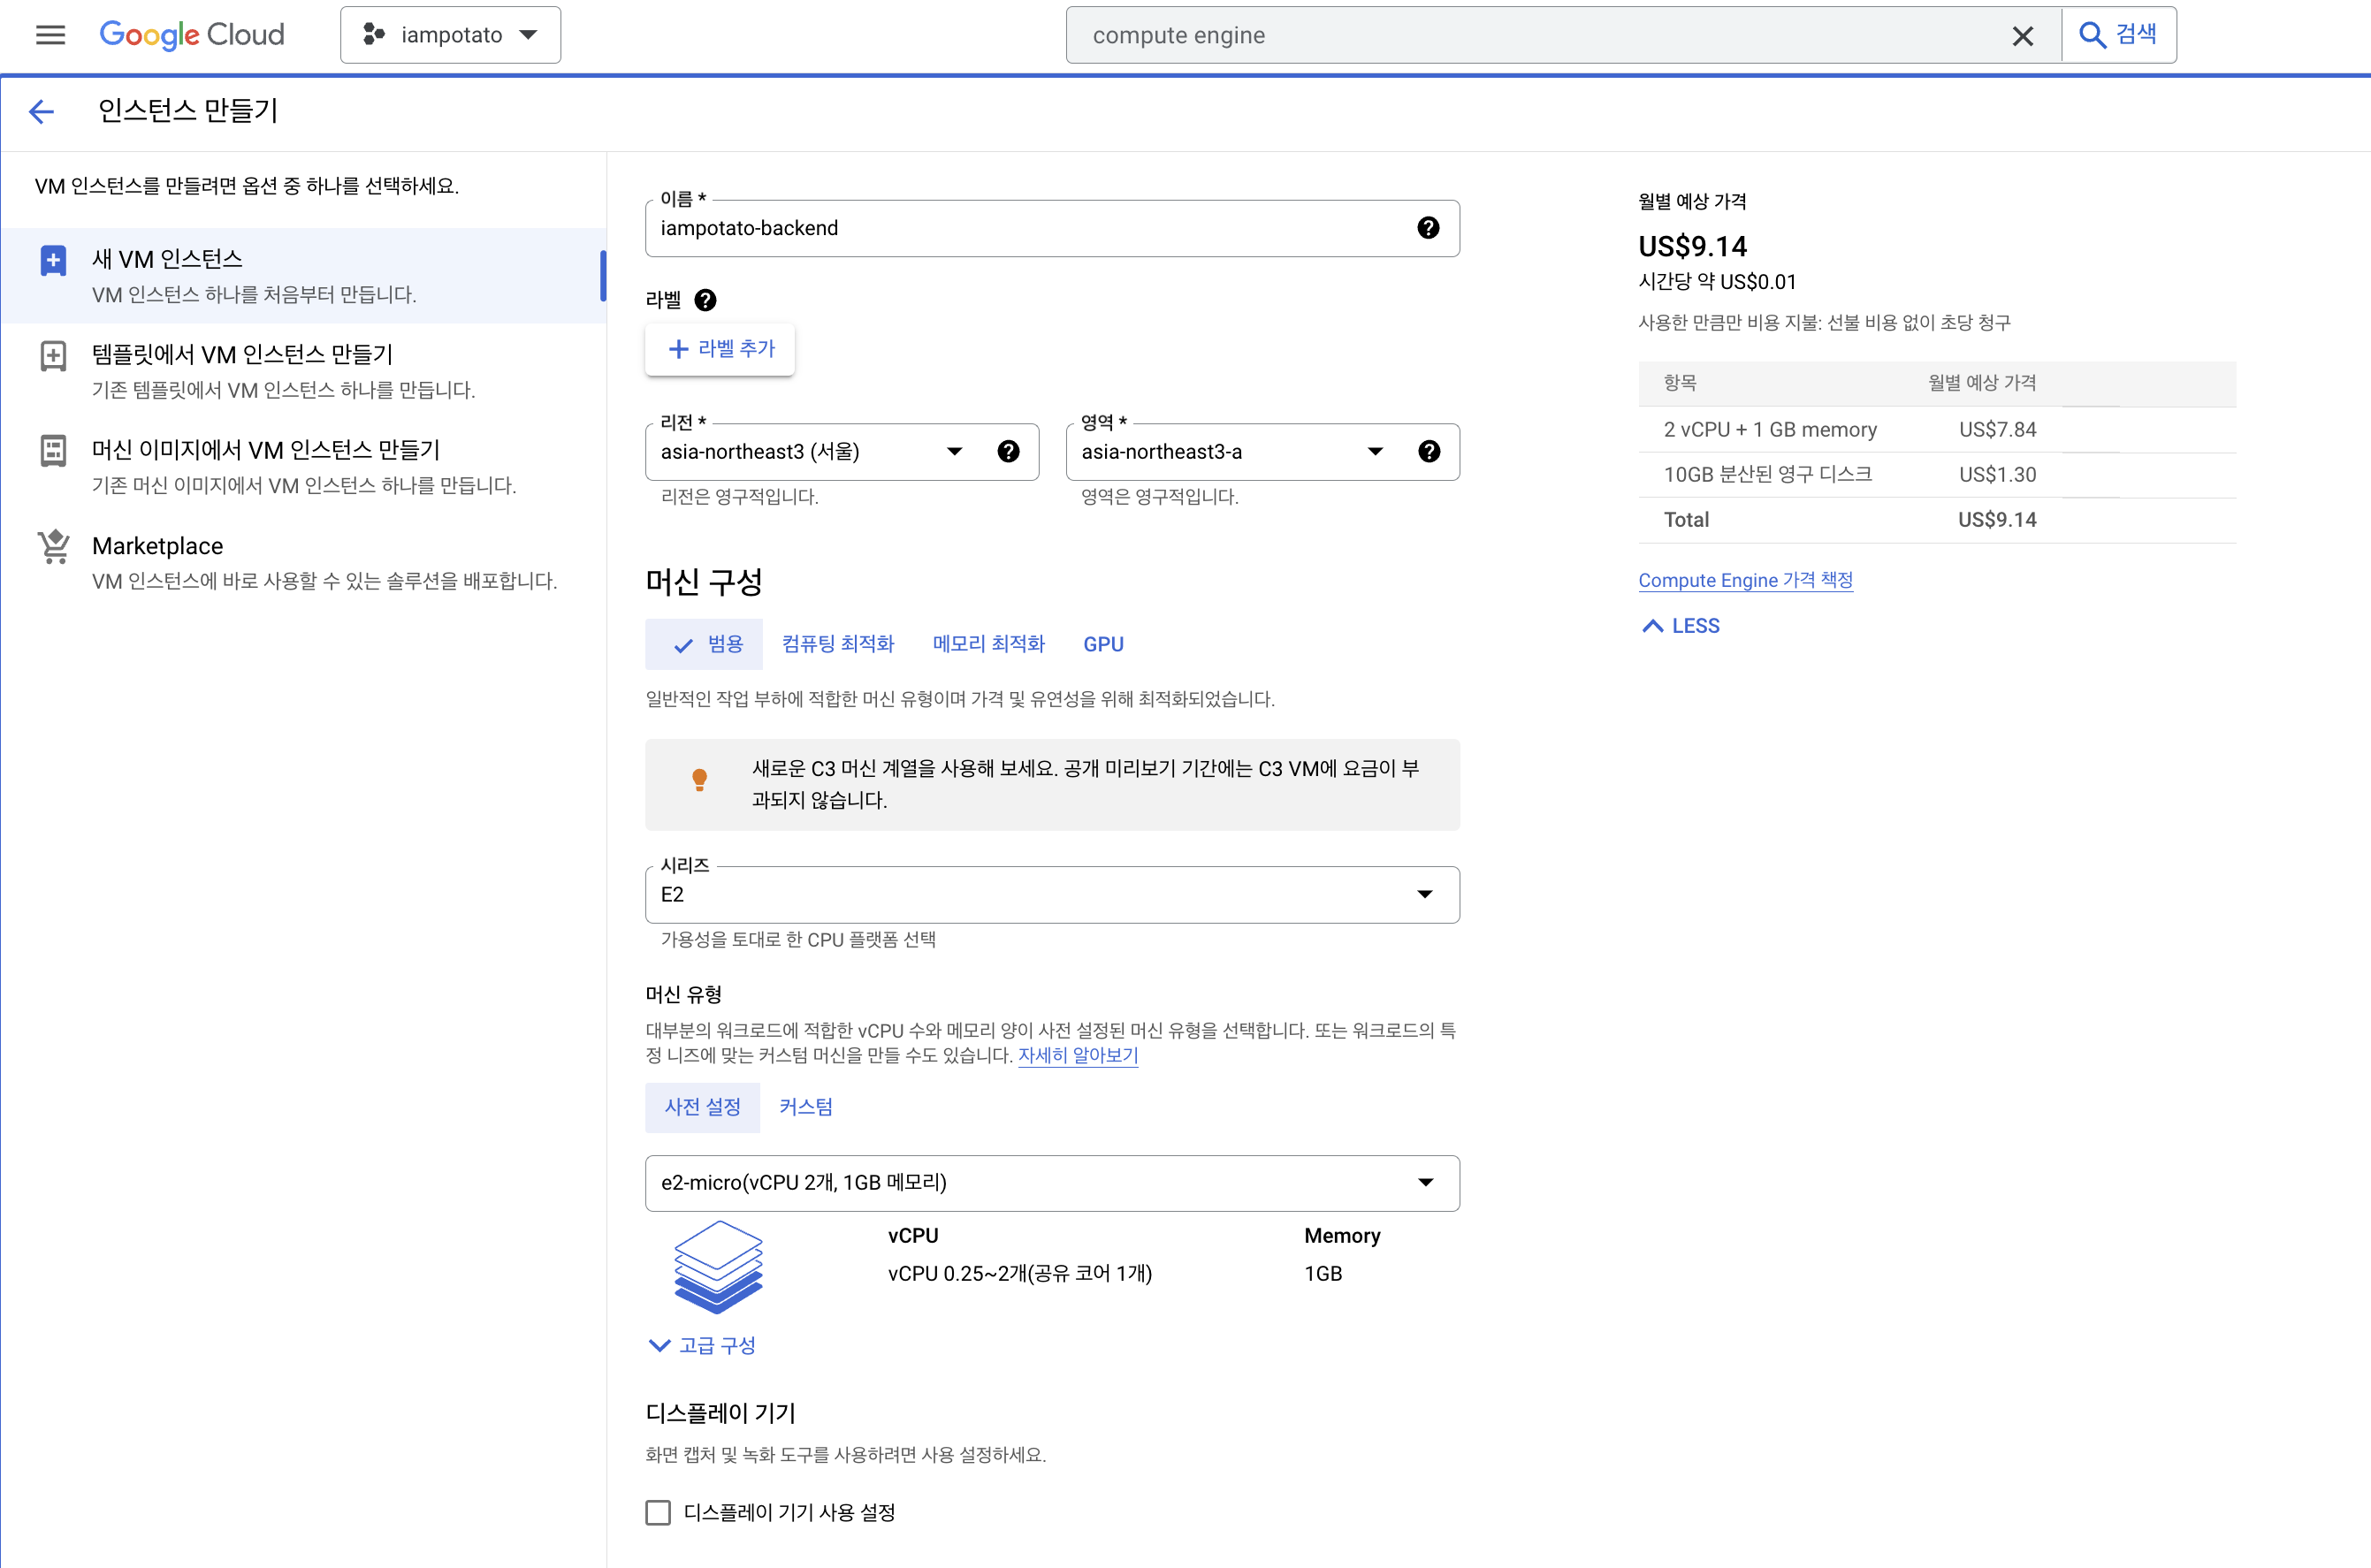 Google Cloud
iampotato
compute engine
검색
인스턴스 만들기
VM 인스턴스를 만들려면 옵션 중 하나를 선택하세요.
새 VM 인스턴스
VM 인스턴스 하나를 처음부터 만듭니다.
템플릿에서 VM 인스턴스 만들기
기존 템플릿에서 VM 인스턴스 하나를 만듭니다.
머신 이미지에서 VM 인스턴스 만들기
기존 머신 이미지에서 VM 인스턴스 하나를 만듭니다.
Marketplace
VM 인스턴스에 바로 사용할 수 있는 솔루션을 배포합니다.
이름 *
iampotato-backend
라벨
라벨 추가
리전 *
asia-northeast3 (서울)
리전은 영구적입니다.
영역 *
asia-northeast3-a
영역은 영구적입니다.
머신 구성
범용
컴퓨팅 최적화
메모리 최적화
GPU
일반적인 작업 부하에 적합한 머신 유형이며 가격 및 유연성을 위해 최적화되었습니다.
새로운 C3 머신 계열을 사용해 보세요. 공개 미리보기 기간에는 C3 VM에 요금이 부
과되지 않습니다.
시리즈
E2
가용성을 토대로 한 CPU 플랫폼 선택
머신 유형
대부분의 워크로드에 적합한 vCPU 수와 메모리 양이 사전 설정된 머신 유형을 선택합니다. 또는 워크로드의 특
정 니즈에 맞는 커스텀 머신을 만들 수도 있습니다. 자세히 알아보기
사전 설정
커스텀
e2-micro(vCPU 2개, 1GB 메모리)
vCPU
vCPU 0.25~2개(공유 코어 1개)
Memory
1GB
고급 구성
디스플레이 기기
화면 캡처 및 녹화 도구를 사용하려면 사용 설정하세요.
디스플레이 기기 사용 설정
월별 예상 가격
US$9.14
시간당 약 US$0.01
사용한 만큼만 비용 지불: 선불 비용 없이 초당 청구
항목 월별 예상 가격
2 vCPU + 1 GB memory US$7.84
10GB 분산된 영구 디스크 US$1.30
Total US$9.14
Compute Engine 가격 책정
LESS